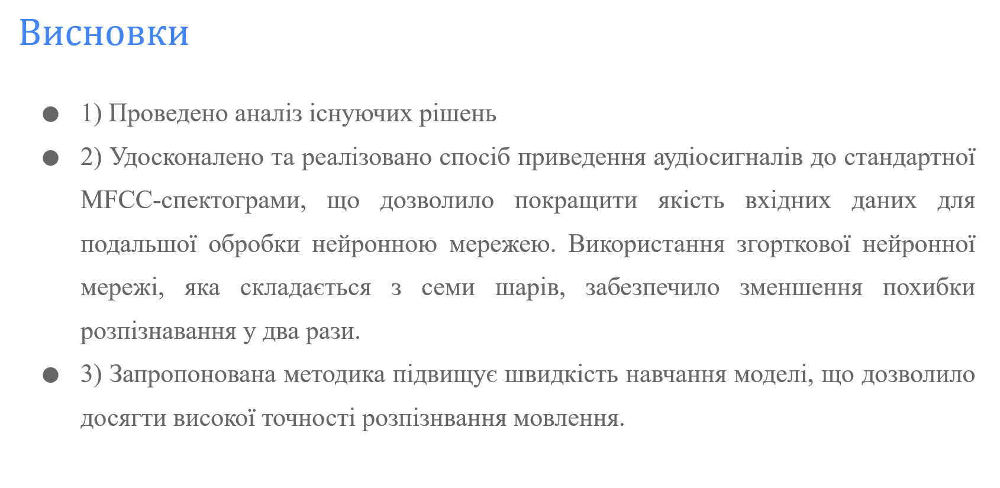 Висновки
● 1) Проведено аналіз існуючих рішень
● 2) Удосконалено та реалізовано спосіб приведення аудіосигналів до стандартної
MFCC-спектограми, що дозволило покращити якість вхідних даних для
подальшої обробки нейронною мережею. Використання згорткової нейронної
мережі, яка складається з семи шарів, забезпечило зменшення похибки
розпізнавання у два рази.
● 3) Запропонована методика підвищує швидкість навчання моделі, що дозволило
досягти високої точності розпізнвання мовлення.